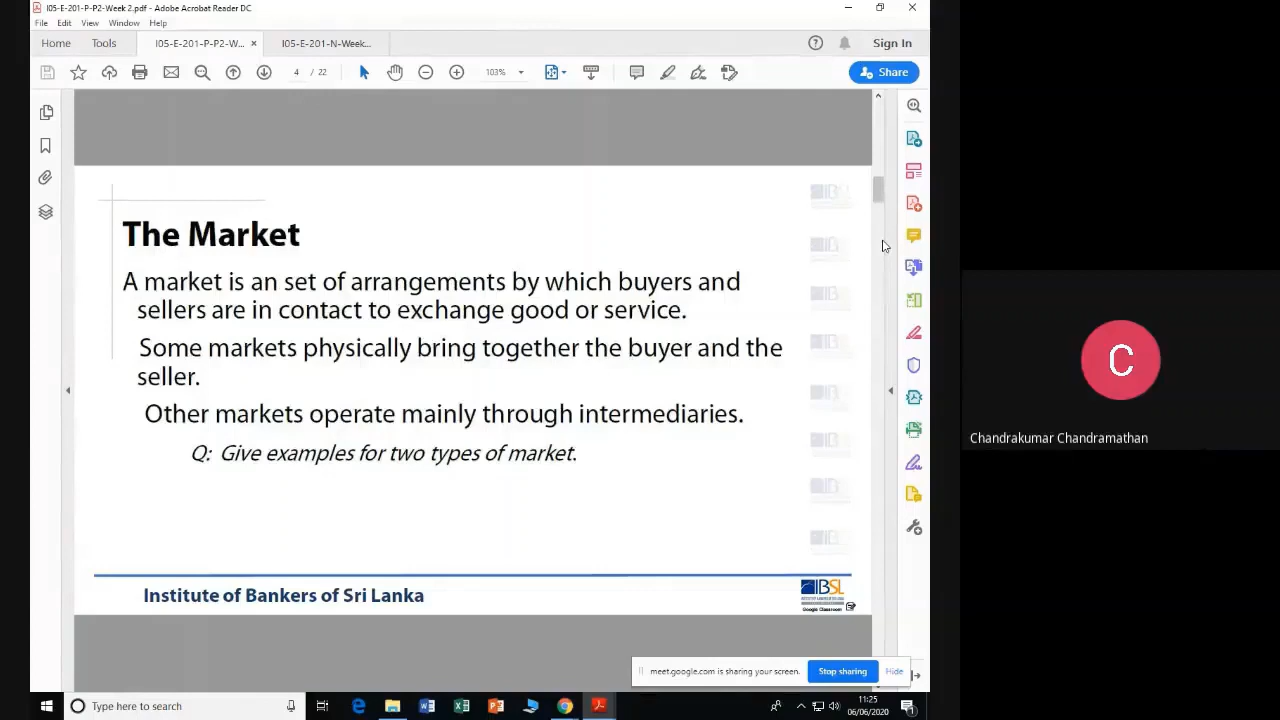 I05-E-201-P-P2-Week 2.pdf - Adobe Acrobat Reader DC
File Edit View Window Help
Home Tools I05-E-201-P-P2-W... × I05-E-201-N-Week... Sign In
4 / 22 103% Share
The Market
A market is an set of arrangements by which buyers and
sellers are in contact to exchange good or service.
Some markets physically bring together the buyer and the
seller.
Other markets operate mainly through intermediaries.
Q: Give examples for two types of market.
Institute of Bankers of Sri Lanka
IBSL
Google Classroom
meet.google.com is sharing your screen. Stop sharing Hide
Type here to search
11:25
06/06/2020
1
C
Chandrakumar Chandramathan